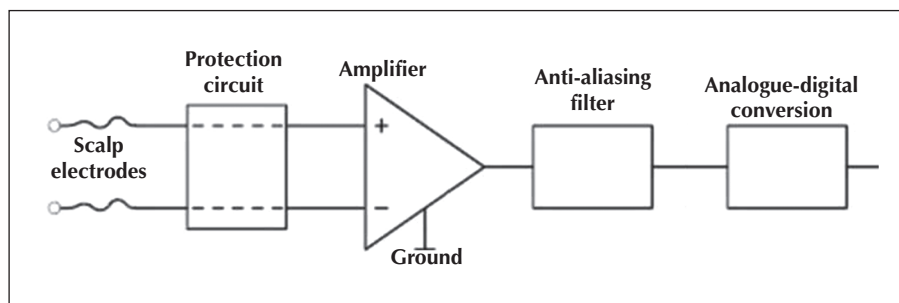 Protection
circuit
Amplifier
Anti-aliasing
filter
Analogue-digital
conversion
Scalp
electrodes
+
−
Ground